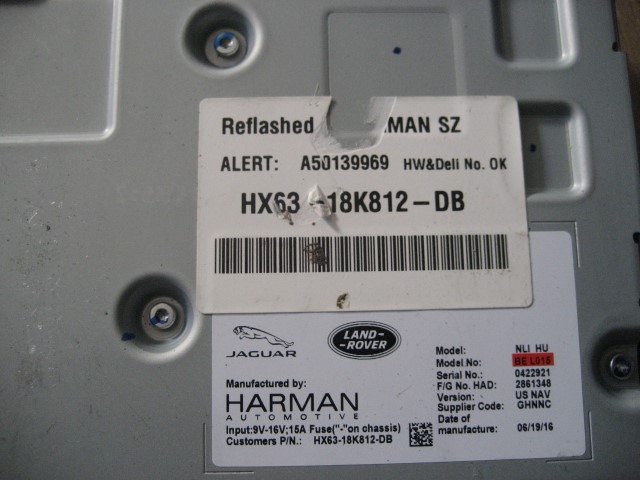 Reflashed MAN SZ
ALERT: A50139969 HW&Deli No. OK
HX63-18K812-DB
JAGUAR
LAND-
ROVER
Manufactured by:
HARMAN
AUTOMOTIVE
Input:9V-16V;15A Fuse("-"on chassis)
Customers P/N.: HX63-18K812-DB
Model: NLI HU
Model No: BE L015
Serial No.: 0422921
F/G No. HAD: 2861348
Version: US NAV
Supplier Code: GHNNC
Date of
manufacture: 06/19/16